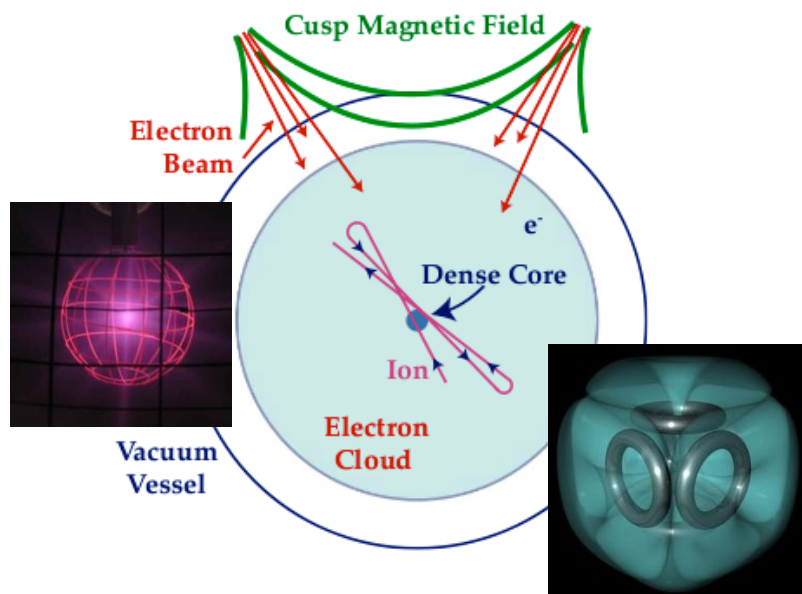 Cusp Magnetic Field
Electron
Beam
e-
Dense Core
Ion
Electron
Cloud
Vacuum
Vessel